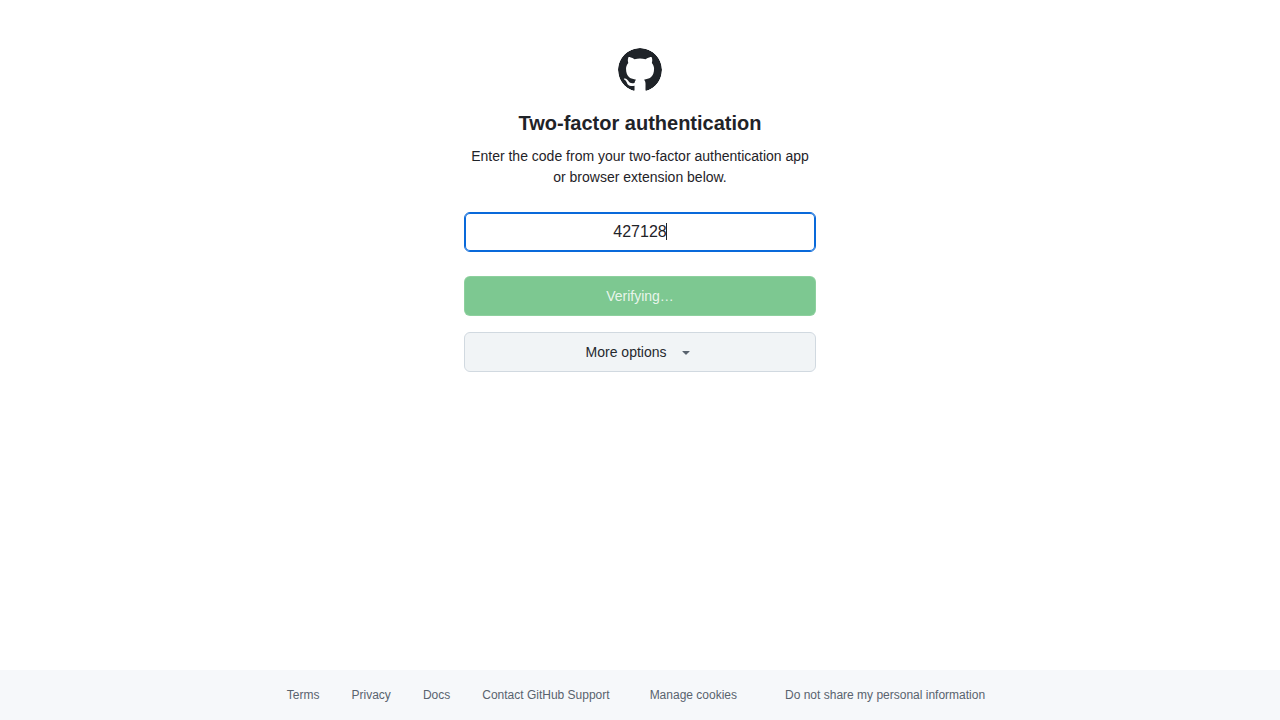 Two-factor authentication
Enter the code from your two-factor authentication app
or browser extension below.
427128
Verifying…
More options
Terms Privacy Docs Contact GitHub Support Manage cookies Do not share my personal information